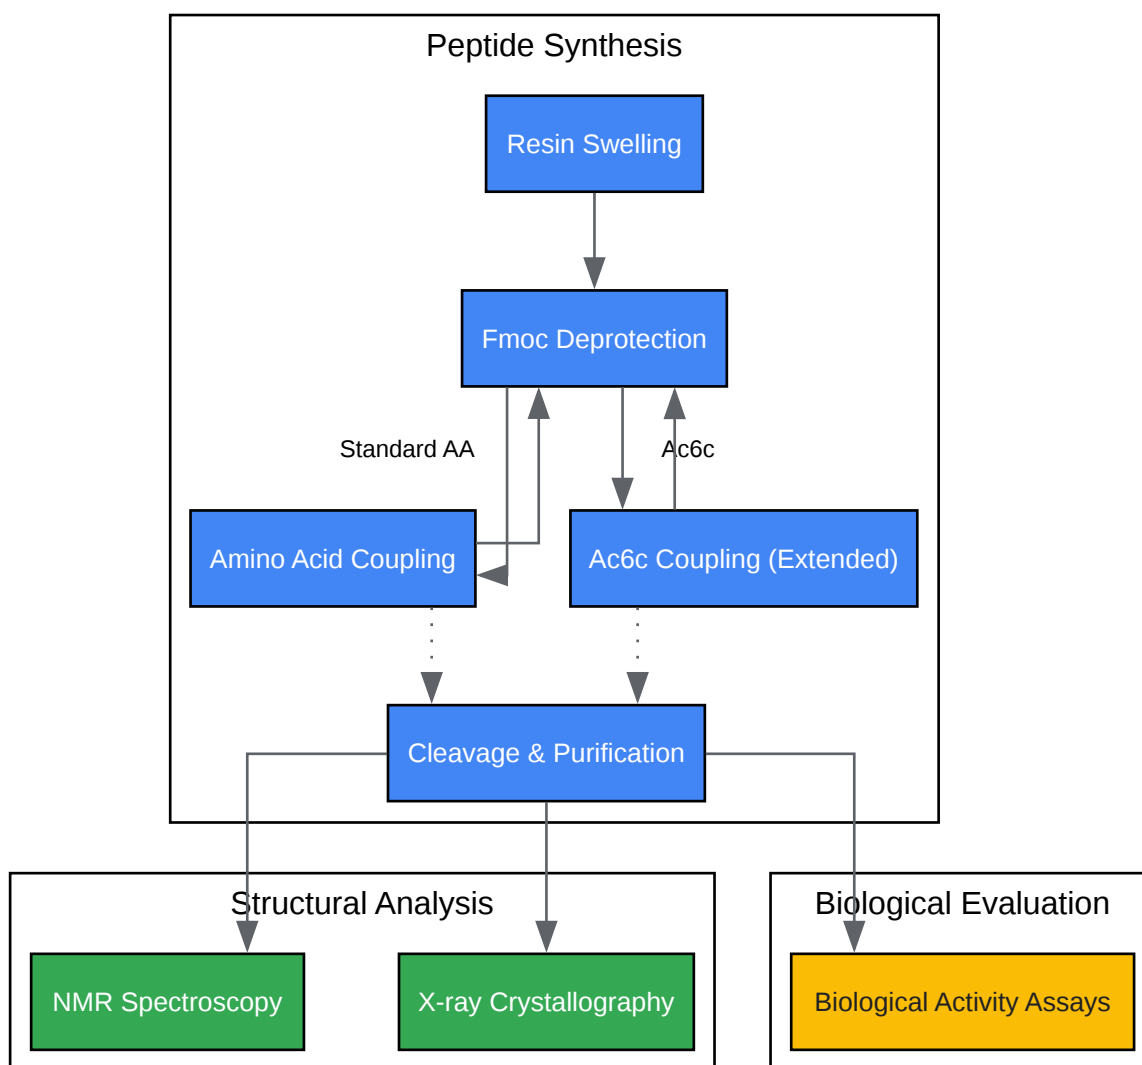 Peptide Synthesis
Resin Swelling
Fmoc Deprotection
Standard AA
Ac6c
Amino Acid Coupling
Ac6c Coupling (Extended)
Cleavage & Purification
Structural Analysis
Biological Evaluation
NMR Spectroscopy
X-ray Crystallography
Biological Activity Assays